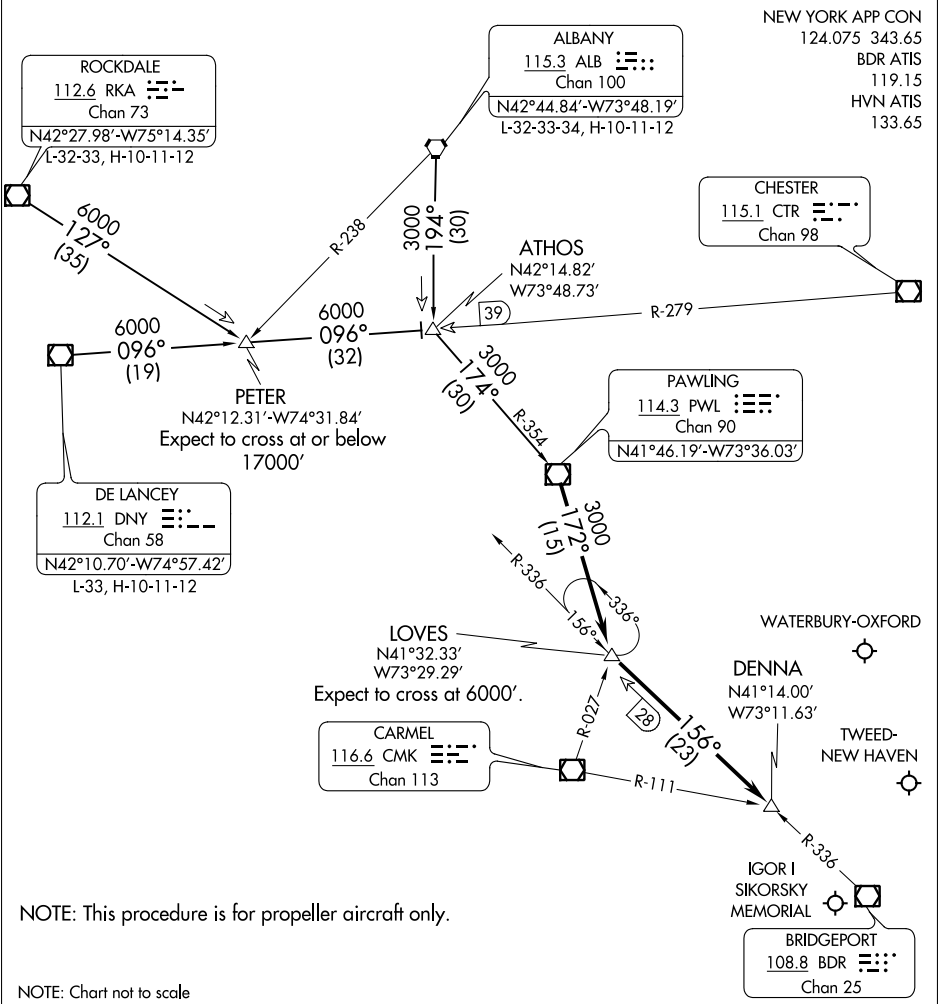 NEW YORK APP CON
124.075 343.65
BDR ATIS
119.15
HVN ATIS
133.65
ROCKDALE
112.6 RKA
Chan 73
N42°27.98'-W75°14.35'
L-32-33, H-10-11-12
ALBANY
115.3 ALB
Chan 100
N42°44.84'-W73°48.19'
L-32-33-34, H-10-11-12
CHESTER
115.1 CTR
Chan 98
6000
127°
(35)
R-238
3000
194°
(30)
ATHOS
N42°14.82'
W73°48.73'
39
R-279
6000
096°
(19)
6000
096°
(32)
PETER
N42°12.31'-W74°31.84'
Expect to cross at or below
17000'
3000
174°
(30)
R-354
PAWLING
114.3 PWL
Chan 90
N41°46.19'-W73°36.03'
DE LANCEY
112.1 DNY
Chan 58
N42°10.70'-W74°57.42'
L-33, H-10-11-12
3000
172°
(15)
R-336
156°
336°
LOVES
N41°32.33'
W73°29.29'
Expect to cross at 6000'.
WATERBURY-OXFORD
DENNA
N41°14.00'
W73°11.63'
28
156°
(23)
R-027
CARMEL
116.6 CMK
Chan 113
R-111
TWEED-
NEW HAVEN
R-336
IGOR I
SIKORSKY
MEMORIAL
BRIDGEPORT
108.8 BDR
Chan 25
NOTE: This procedure is for propeller aircraft only.
NOTE: Chart not to scale